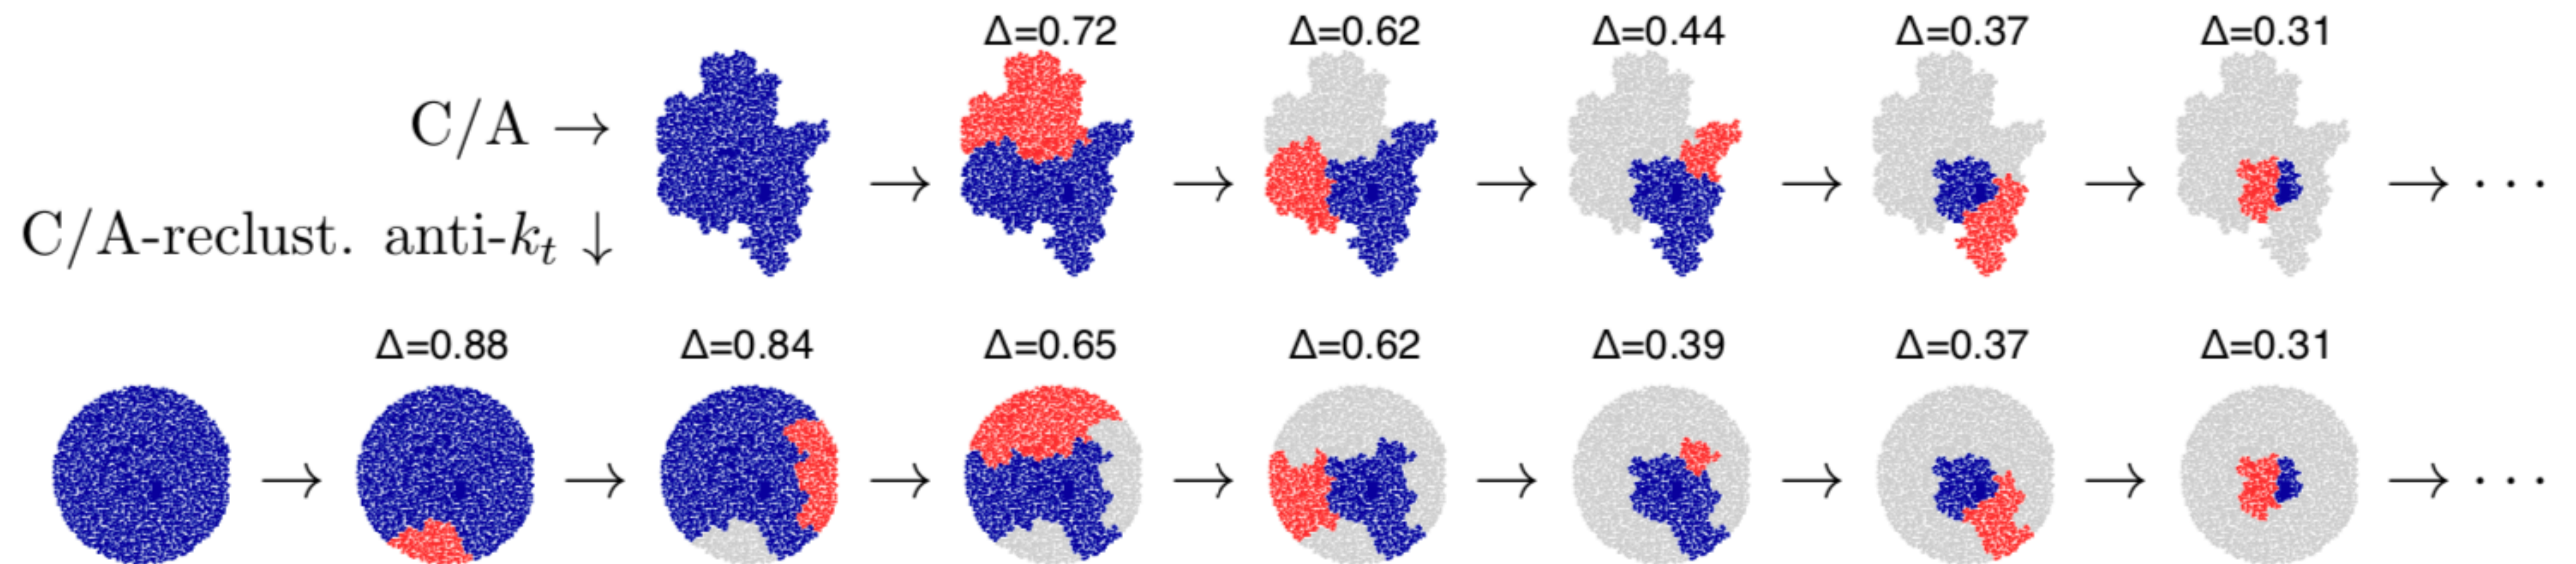 Δ=0.72 Δ=0.62 Δ=0.44 Δ=0.37 Δ=0.31
C/A →
→ → → → → → ···
C/A-reclust. anti-$k_t$ ↓
Δ=0.88 Δ=0.84 Δ=0.65 Δ=0.62 Δ=0.39 Δ=0.37 Δ=0.31
→ → → → → → → → ···